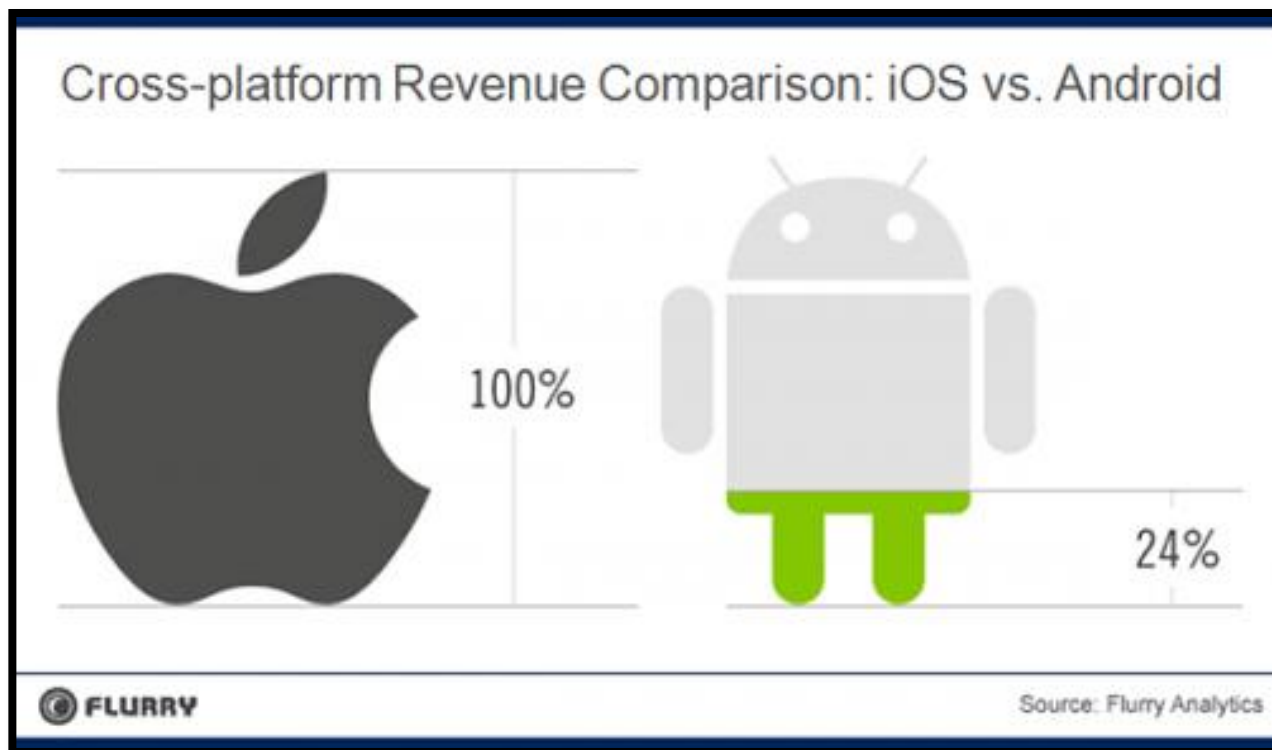 Cross-platform Revenue Comparison: iOS vs. Android
100%
24%
FLURRY
Source: Flurry Analytics